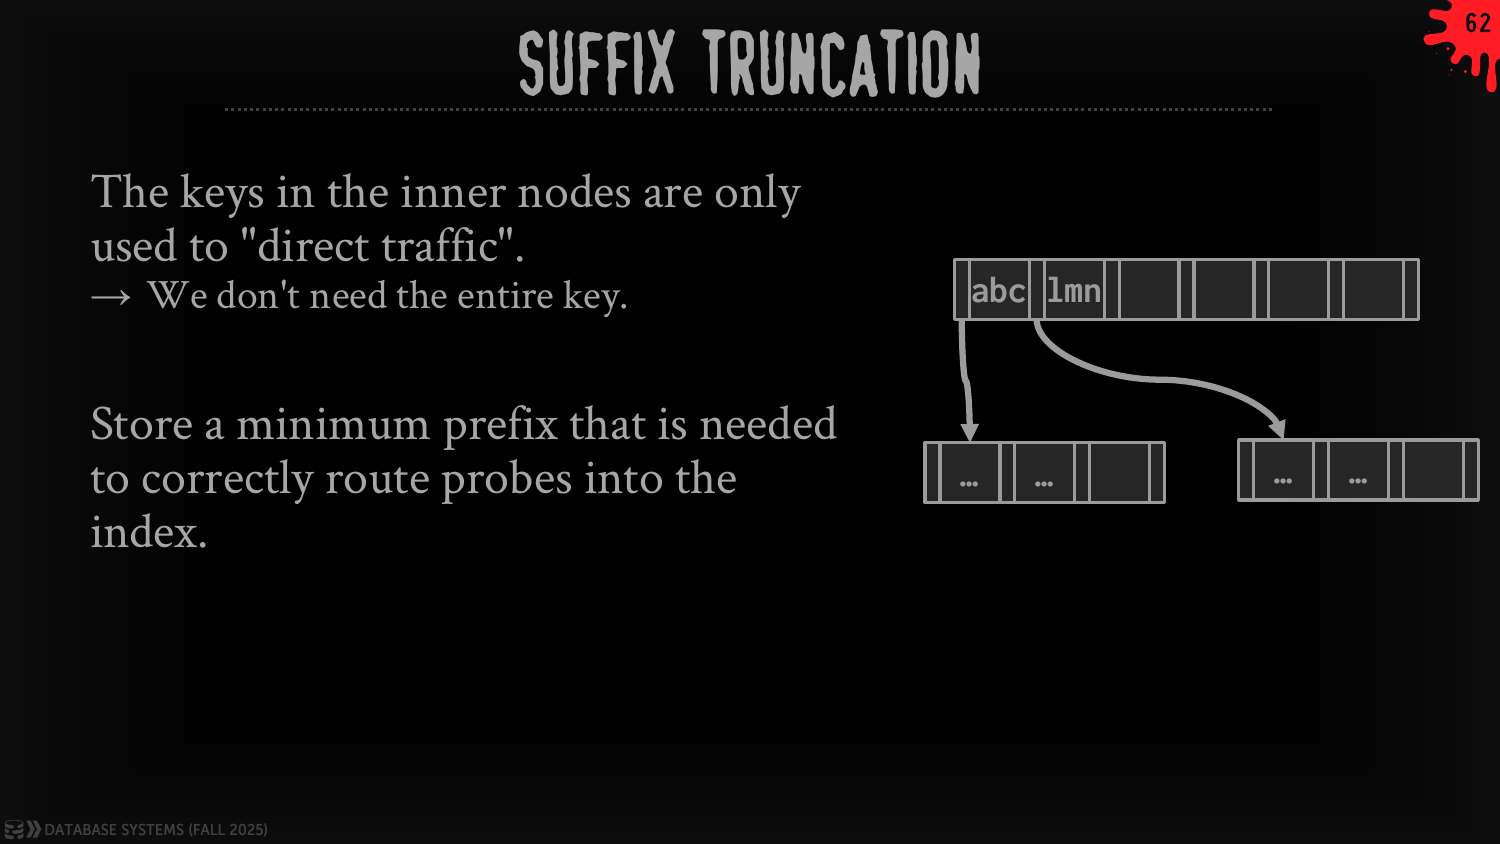 62
SUFFIX TRUNCATION
The keys in the inner nodes are only
used to "direct traffic".
→ We don't need the entire key.
Store a minimum prefix that is needed
to correctly route probes into the
index.
abc lmn
… …
… …
DATABASE SYSTEMS (FALL 2025)